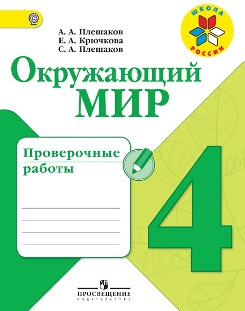 А. А. Плешаков
Е. А. Крючкова
С. А. Плешаков
ШКОЛА
РОССИИ
Окружающий
МИР
Проверочные
работы
4
ПРОСВЕЩЕНИЕ
ИЗДАТЕЛЬСТВО